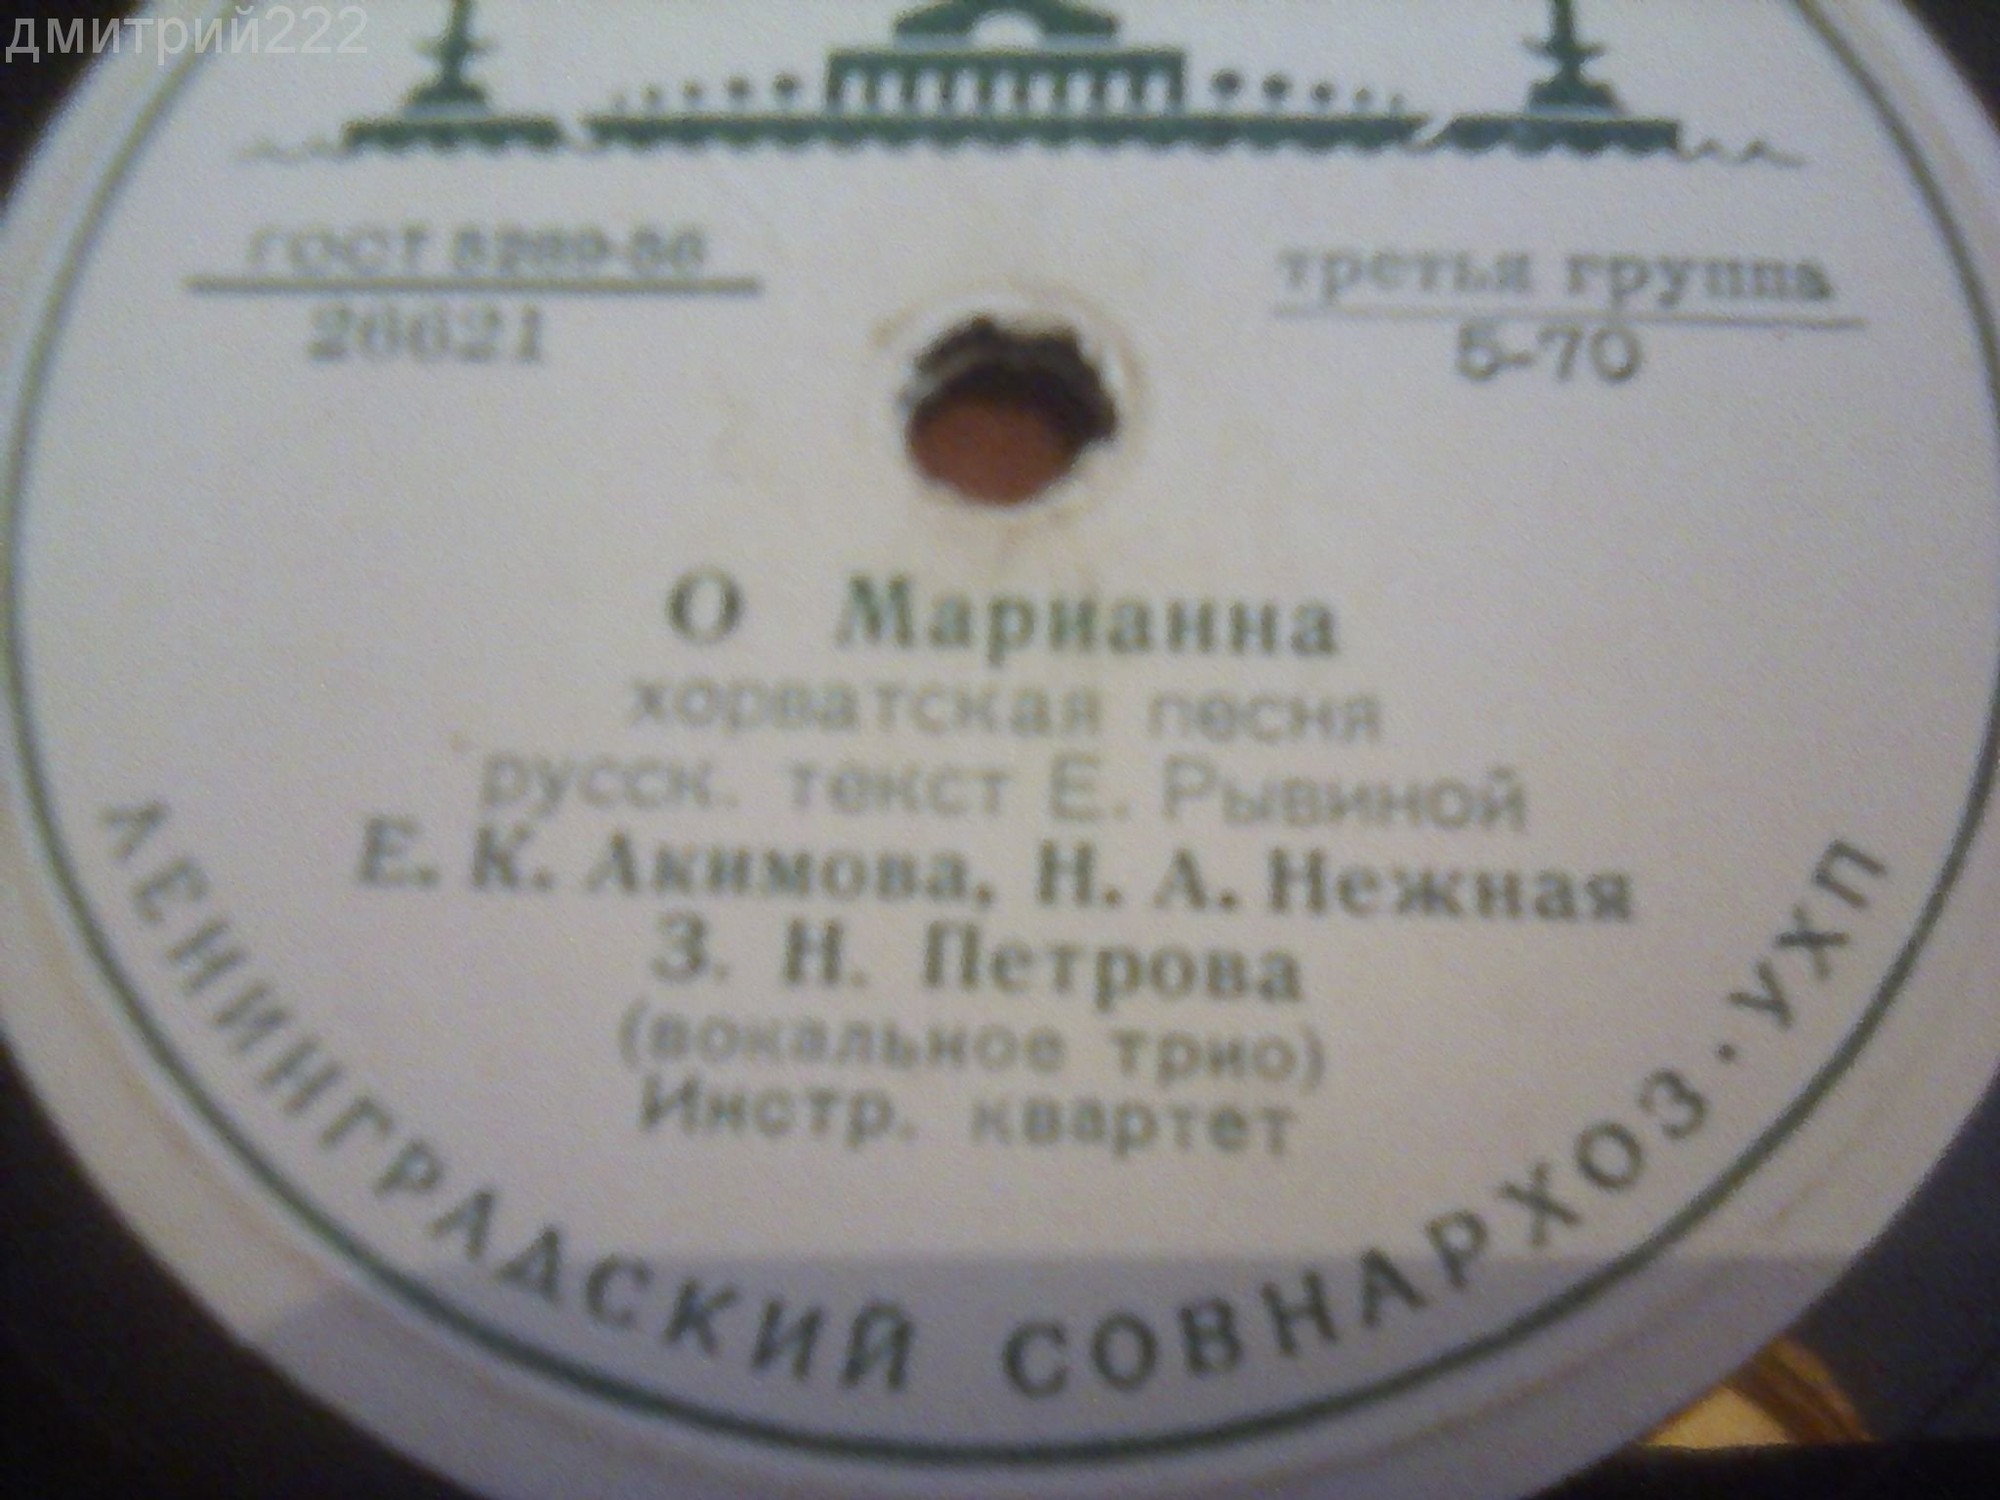 дмитрий222
ГОСТ 5289-56
26621
третья группа
5-70
О Марианна
хорватская песня
русск. текст Е. Рывиной
Е. К. Акимова, Н. А. Нежная
З. Н. Петрова
(вокальное трио)
Инстр. квартет
ЛЕНИНГРАДСКИЙ СОВНАРХОЗ · УХП